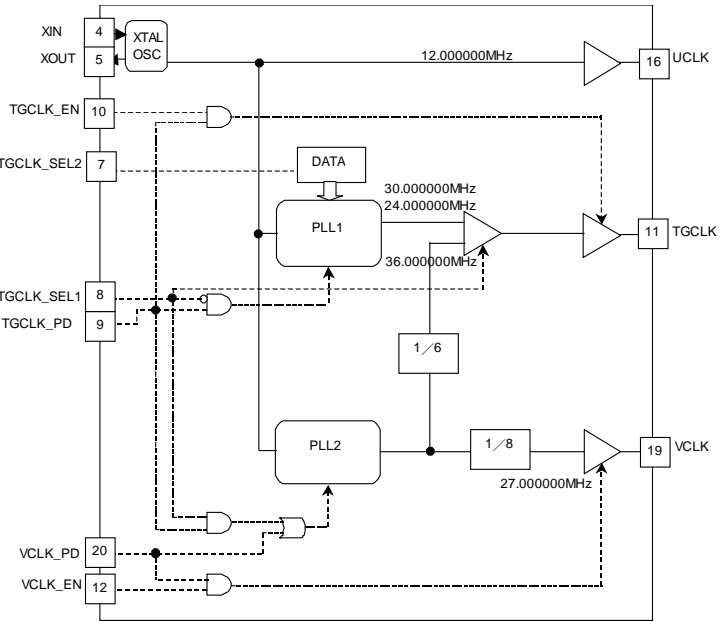 XIN
4
XTAL
OSC
XOUT
5
12.000000MHz
16
UCLK
TGCLK_EN
10
TGCLK_SEL2
7
DATA
30.000000MHz
24.000000MHz
PLL1
11
TGCLK
36.000000MHz
TGCLK_SEL1
8
TGCLK_PD
9
1/6
PLL2
1/8
19
VCLK
27.000000MHz
VCLK_PD
20
VCLK_EN
12